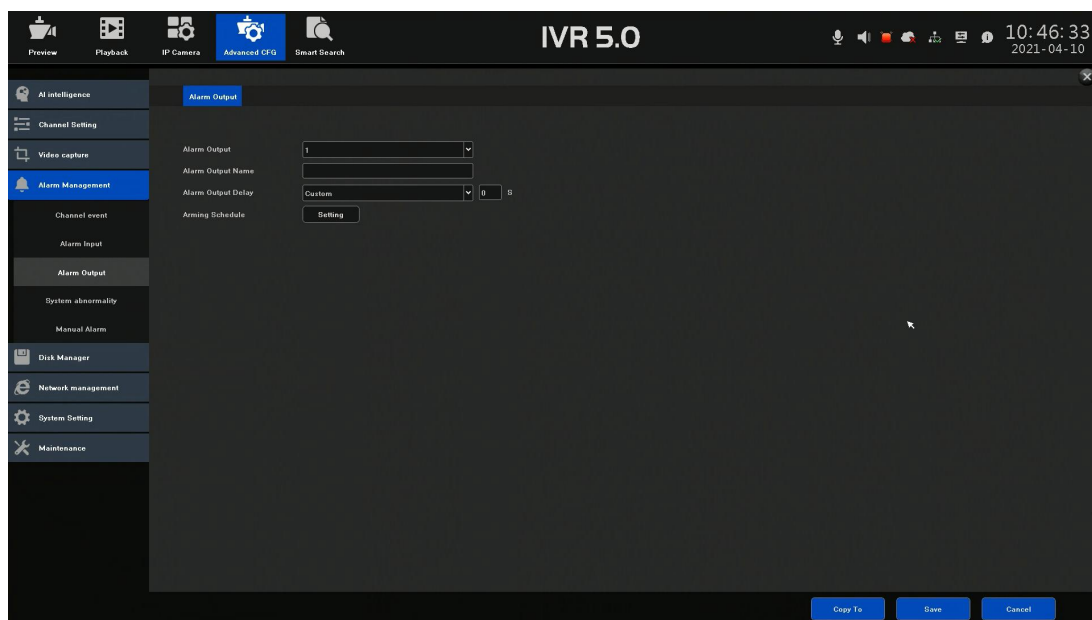 Preview Playback IP Camera Advanced CFG Smart Search
IVR 5.0
10:46:33
2021-04-10
AI intelligence
Channel Setting
Video capture
Alarm Management
Channel event
Alarm Input
Alarm Output
System abnormality
Manual Alarm
Disk Manager
Network management
System Setting
Maintenance
Alarm Output
Alarm Output 1
Alarm Output Name
Alarm Output Delay Custom 0 S
Arming Schedule Setting
Copy To Save Cancel